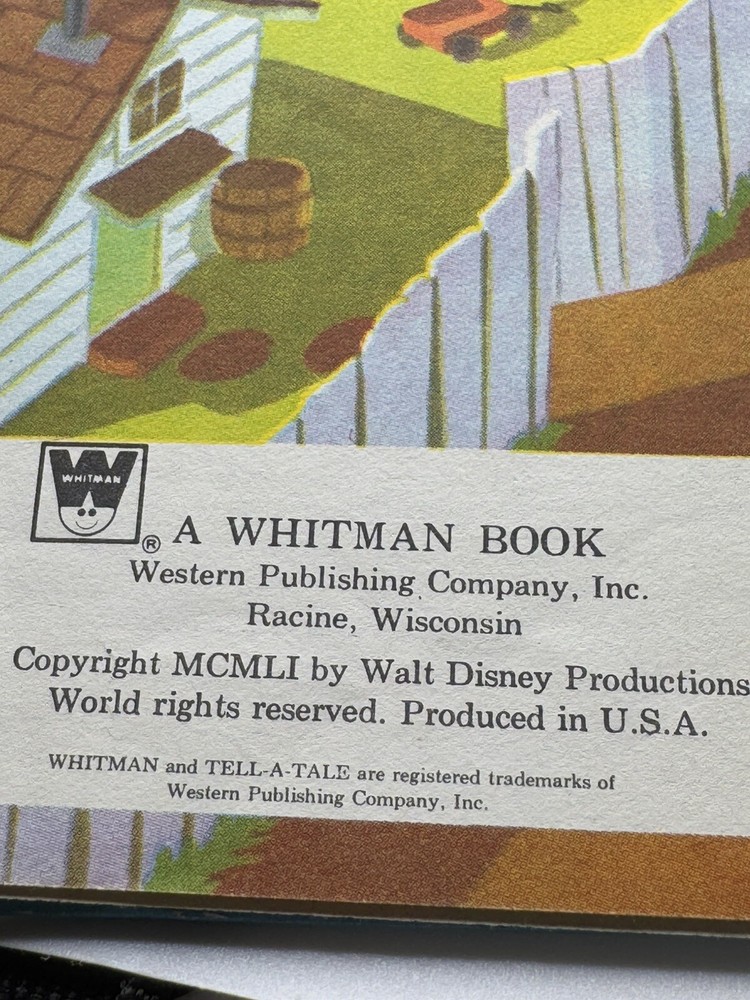 WHITMAN
® A WHITMAN BOOK
Western Publishing Company, Inc.
Racine, Wisconsin
Copyright MCMLI by Walt Disney Productions
World rights reserved. Produced in U.S.A.
WHITMAN and TELL-A-TALE are registered trademarks of
Western Publishing Company, Inc.